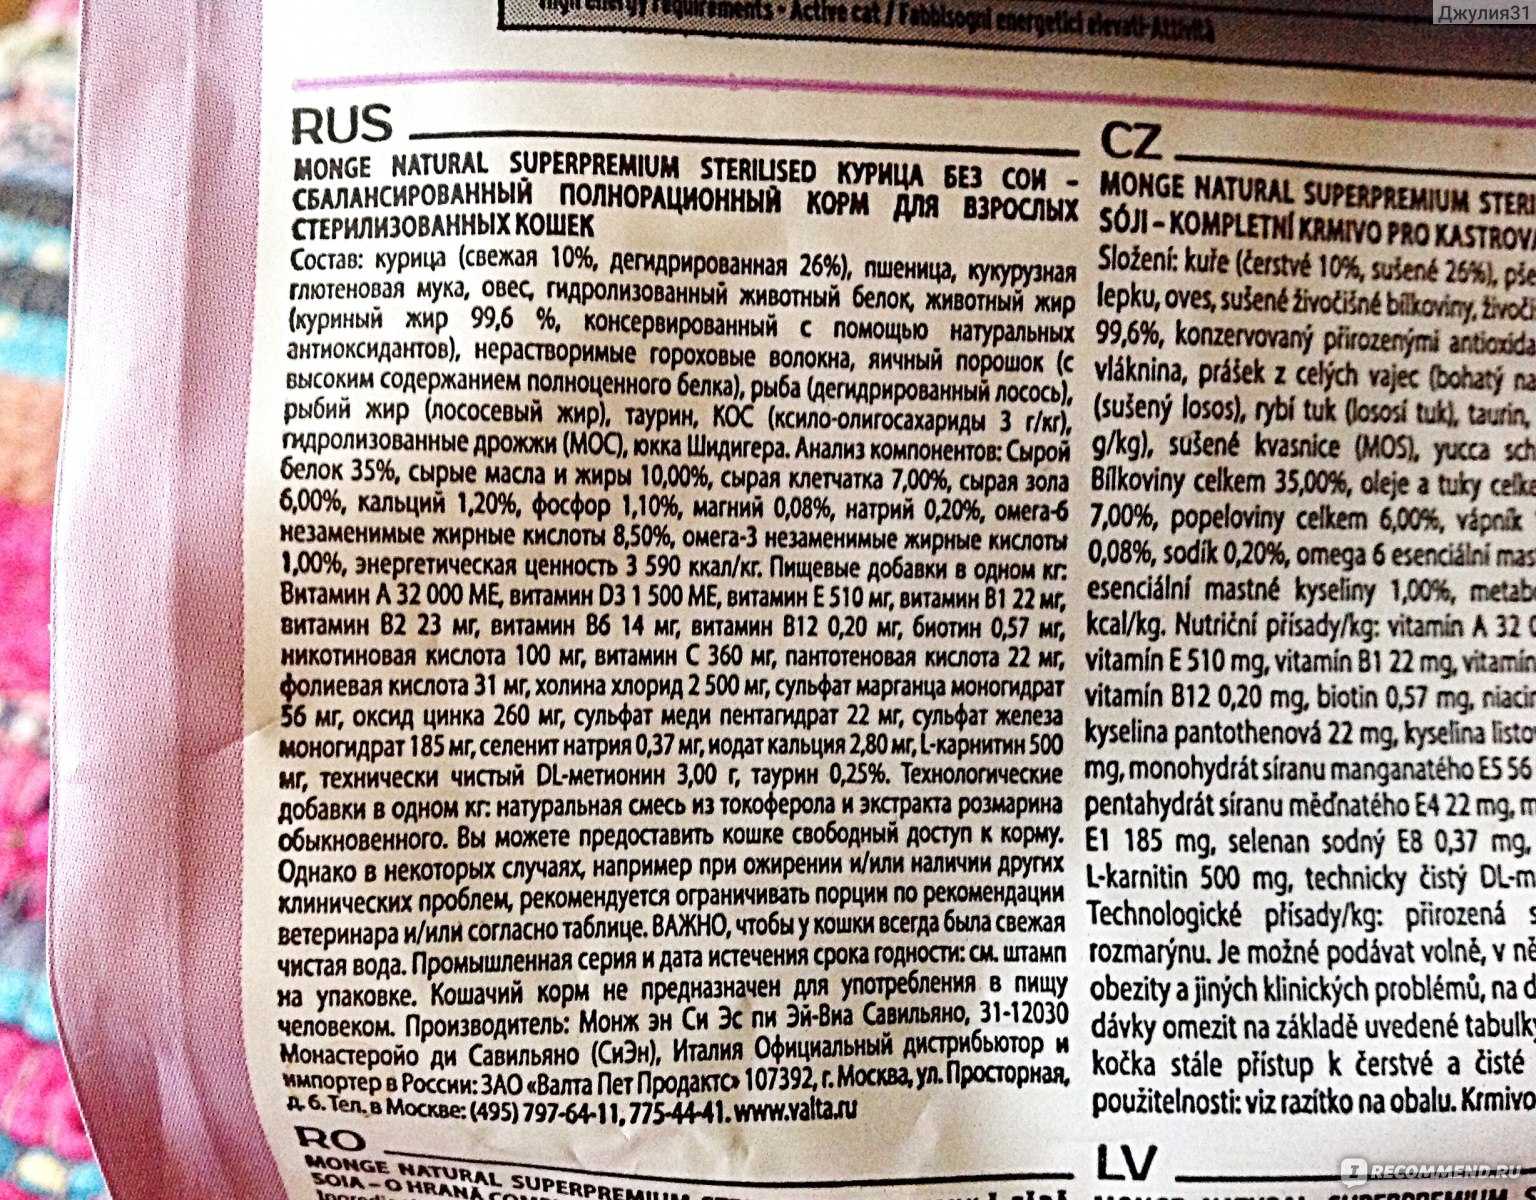 High energy requirements • Active cat / Fabbisogni energetici elevati-Attività
Джулия31
RUS
MONGE NATURAL SUPERPREMIUM STERILISED КУРИЦА БЕЗ СОИ –
СБАЛАНСИРОВАННЫЙ ПОЛНОРАЦИОННЫЙ КОРМ ДЛЯ ВЗРОСЛЫХ
СТЕРИЛИЗОВАННЫХ КОШЕК
Состав: курица (свежая 10%, дегидрированная 26%), пшеница, кукурузная
глютеновая мука, овес, гидролизованный животный белок, животный жир
(куриный жир 99,6 %, консервированный с помощью натуральных
антиоксидантов), нерастворимые гороховые волокна, яичный порошок (с
высоким содержанием полноценного белка), рыба (дегидрированный лосось),
рыбий жир (лососевый жир), таурин, КОС (ксило-олигосахариды 3 г/кг),
гидролизованные дрожжи (МОС), юкка Шидигера. Анализ компонентов: Сырой
белок 35%, сырые масла и жиры 10,00%, сырая клетчатка 7,00%, сырая зола
6,00%, кальций 1,20%, фосфор 1,10%, магний 0,08%, натрий 0,20%, омега-6
незаменимые жирные кислоты 8,50%, омега-3 незаменимые жирные кислоты
1,00%, энергетическая ценность 3 590 ккал/кг. Пищевые добавки в одном кг:
Витамин А 32 000 МЕ, витамин D3 1 500 МЕ, витамин Е 510 мг, витамин В1 22 мг,
витамин В2 23 мг, витамин В6 14 мг, витамин В12 0,20 мг, биотин 0,57 мг,
никотиновая кислота 100 мг, витамин С 360 мг, пантотеновая кислота 22 мг,
фолиевая кислота 31 мг, холина хлорид 2 500 мг, сульфат марганца моногидрат
56 мг, оксид цинка 260 мг, сульфат меди пентагидрат 22 мг, сульфат железа
моногидрат 185 мг, селенит натрия 0,37 мг, иодат кальция 2,80 мг, L-карнитин 500
мг, технически чистый DL-метионин 3,00 г, таурин 0,25%. Технологические
добавки в одном кг: натуральная смесь из токоферола и экстракта розмарина
обыкновенного. Вы можете предоставить кошке свободный доступ к корму.
Однако в некоторых случаях, например при ожирении и/или наличии других
клинических проблем, рекомендуется ограничивать порции по рекомендации
ветеринара и/или согласно таблице. ВАЖНО, чтобы у кошки всегда была свежая
чистая вода. Промышленная серия и дата истечения срока годности: см. штамп
на упаковке. Кошачий корм не предназначен для употребления в пищу
человеком. Производитель: Монж эн Си Эс пи Эй-Виа Савильяно, 31-12030
Монастеройо ди Савильяно (СиЭн), Италия Официальный дистрибьютор и
импортер в России: ЗАО «Валта Пет Продактс» 107392, г. Москва, ул. Просторная,
д. 6. Тел. в Москве: (495) 797-64-11, 775-44-41. www.valta.ru
RO
MONGE NATURAL SUPERPREMIUM
SOIA – O HRANĂ
CZ
MONGE NATURAL SUPERPREMIUM STERI
SÓJI – KOMPLETNÍ KRMIVO PRO KASTROVA
Složení: kuře (čerstvé 10%, sušené 26%), pše
lepku, oves, sušené živočišné bílkoviny, živoči
99,6%, konzervovaný přirozenými antioxida
vláknina, prášek z celých vajec (bohatý na
(sušený losos), rybí tuk (lososí tuk), taurin,
g/kg), sušené kvasnice (MOS), yucca sch
Bílkoviny celkem 35,00%, oleje a tuky celke
7,00%, popeloviny celkem 6,00%, vápník
0,08%, sodík 0,20%, omega 6 esenciální mas
esenciální mastné kyseliny 1,00%, metabo
kcal/kg. Nutriční přísady/kg: vitamín A 32 0
vitamín E 510 mg, vitamín B1 22 mg, vitamín
vitamín B12 0,20 mg, biotin 0,57 mg, niacin
kyselina pantothenová 22 mg, kyselina listo
mg, monohydrát síranu manganatého E5 56
pentahydrát síranu měďnatého E4 22 mg, m
E1 185 mg, selenan sodný E8 0,37 mg,
L-karnitin 500 mg, technicky čistý DL-m
Technologické přísady/kg: přirozená s
rozmarýnu. Je možné podávat volně, v ně
obezity a jiných klinických problémů, na d
dávky omezit na základě uvedené tabulky
kočka stále přístup k čerstvé a čisté
použitelnosti: viz razítko na obalu. Krmivo
LV
IRECOMMEND.RU